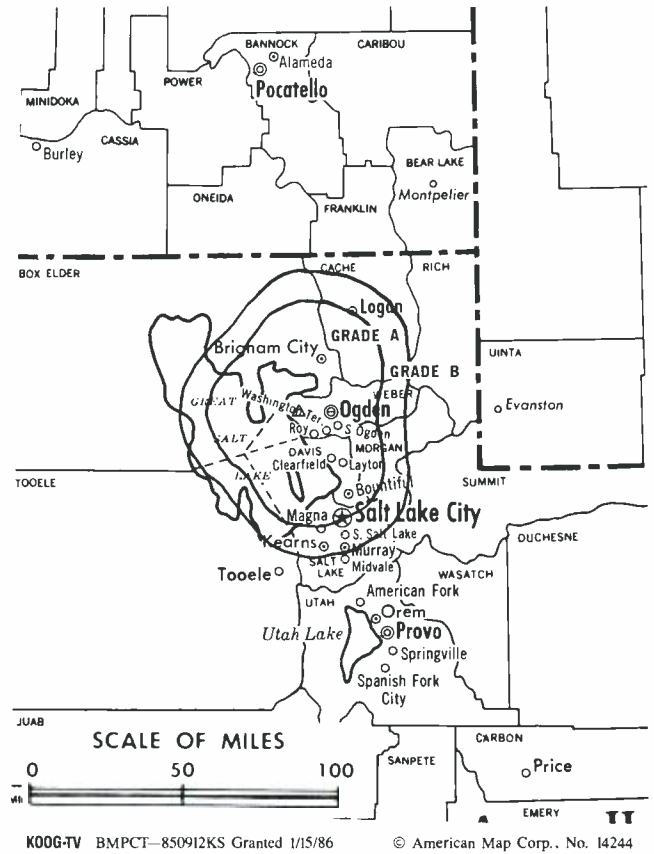 BANNOCK
CARIBOU
Alameda
POWER
Pocatello
MINIDOKA
CASSIA
Burley
BEAR LAKE
Montpelier
ONEIDA
FRANKLIN
BOX ELDER
CACHE
RICH
Logan
GRADE A
Brigham City
UINTA
GRADE B
WEBER
GREAT
Washington Ter.
Ogden
Evanston
Roy
S Ogden
SALT
MORGAN
DAVIS
Clearfield
Layton
LAKE
TOOELE
SUMMIT
Bountiful
Magna
Salt Lake City
S. Salt Lake
DUCHESNE
Kearns
Murray
SALT
LAKE
Midvale
Tooele
WASATCH
American Fork
UTAH
Orem
Utah Lake
Provo
Springville
Spanish Fork
City
JUAB
SCALE OF MILES
CARBON
SANPETE
0 50 100
Price
EMERY
KOOG-TV BMPCT—850912KS Granted 1/15/86 © American Map Corp., No. 14244